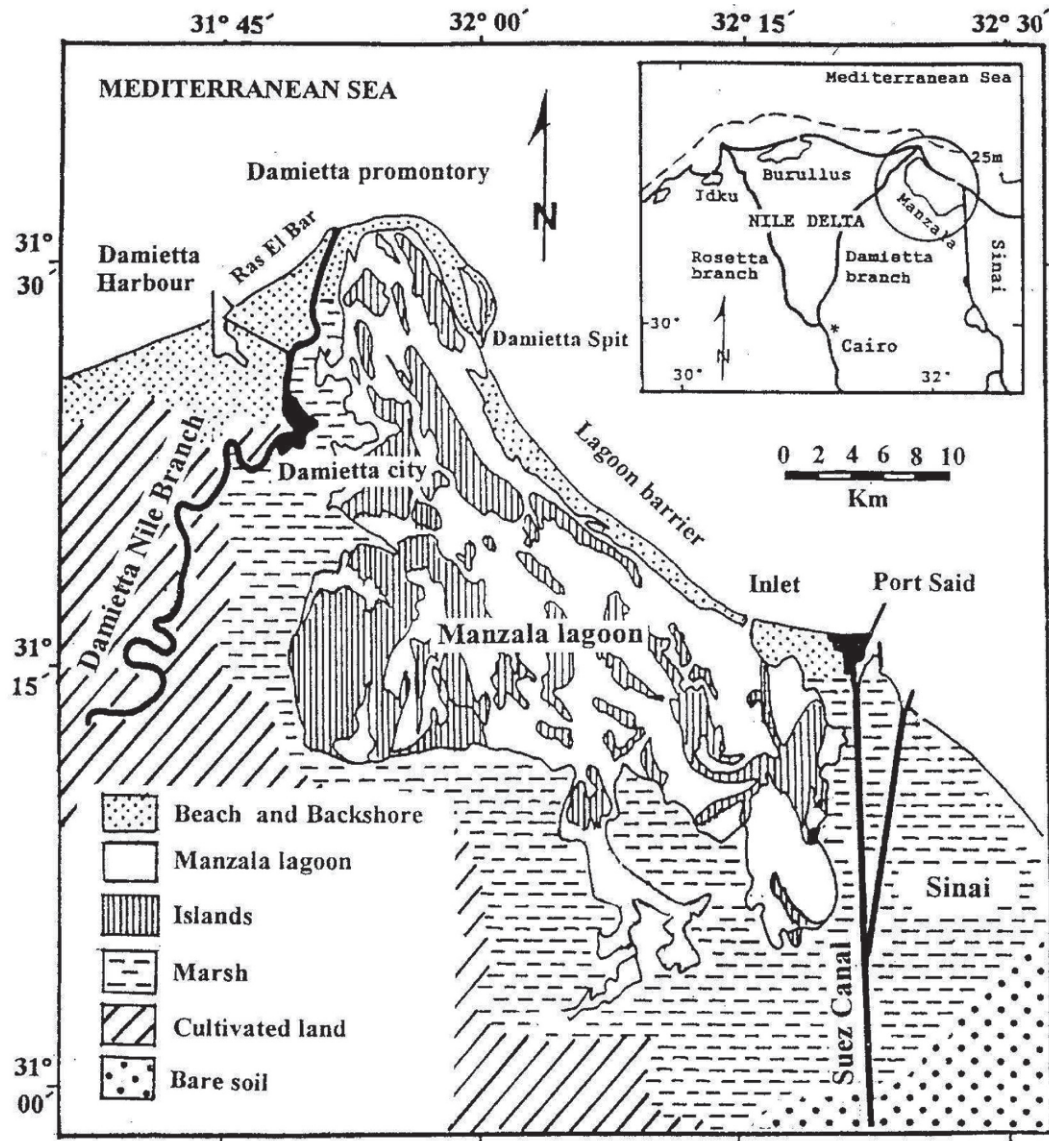 31° 45´
32° 00´
32° 15´
32° 30´
MEDITERRANEAN SEA
Damietta promontory
N
Ras El Bar
Damietta
Harbour
31°
30´
Damietta Spit
Damietta city
Damietta Nile Branch
Lagoon barrier
Inlet
Port Said
Manzala lagoon
31°
15´
Suez Canal
Sinai
31°
00´
Mediterranean Sea
25m
Burullus
Idku
NILE DELTA
Manzala
Rosetta
branch
Damietta
branch
Sinai
30°
Cairo
N
30°
32°
0 2 4 6 8 10
Km
Beach and Backshore
Manzala lagoon
Islands
Marsh
Cultivated land
Bare soil